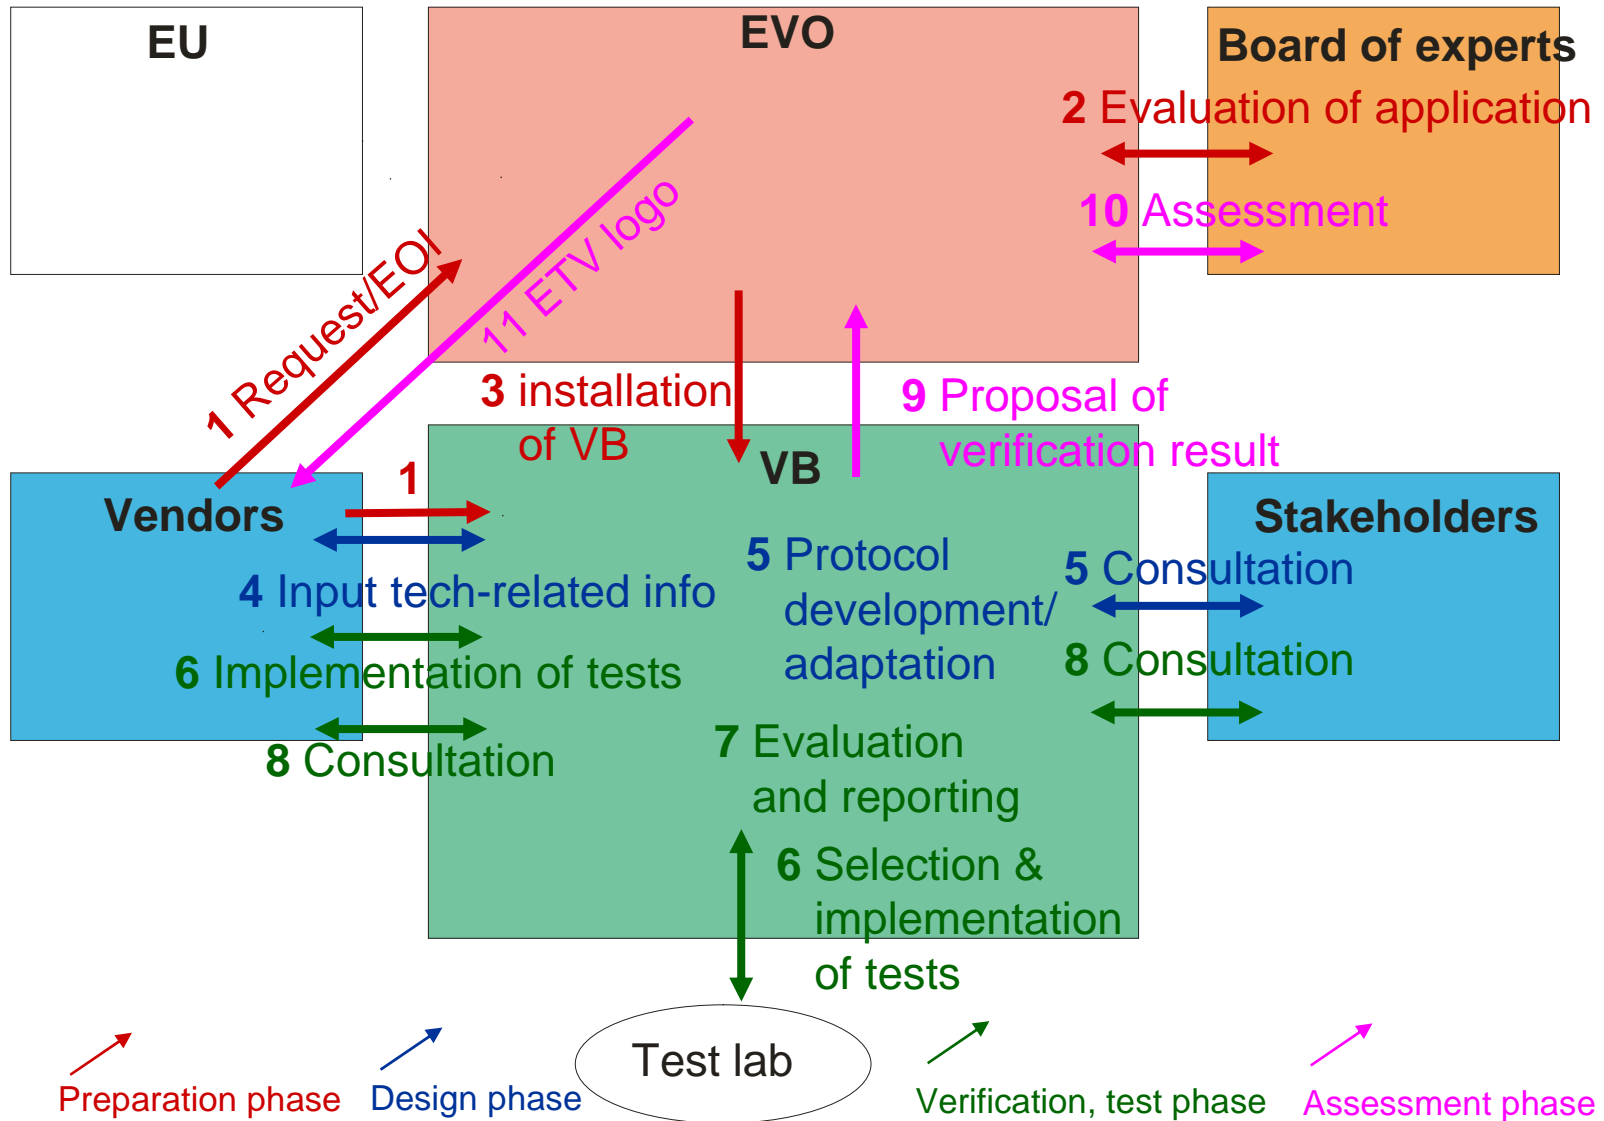 EU
EVO
Board of experts
2 Evaluation of application
10 Assessment
1 Request/EOI
11 ETV logo
3 installation
of VB
9 Proposal of
verification result
Vendors
1
VB
Stakeholders
4 Input tech-related info
5 Protocol
development/
adaptation
5 Consultation
6 Implementation of tests
8 Consultation
8 Consultation
7 Evaluation
and reporting
6 Selection &
implementation
of tests
Test lab
Preparation phase
Design phase
Verification, test phase
Assessment phase